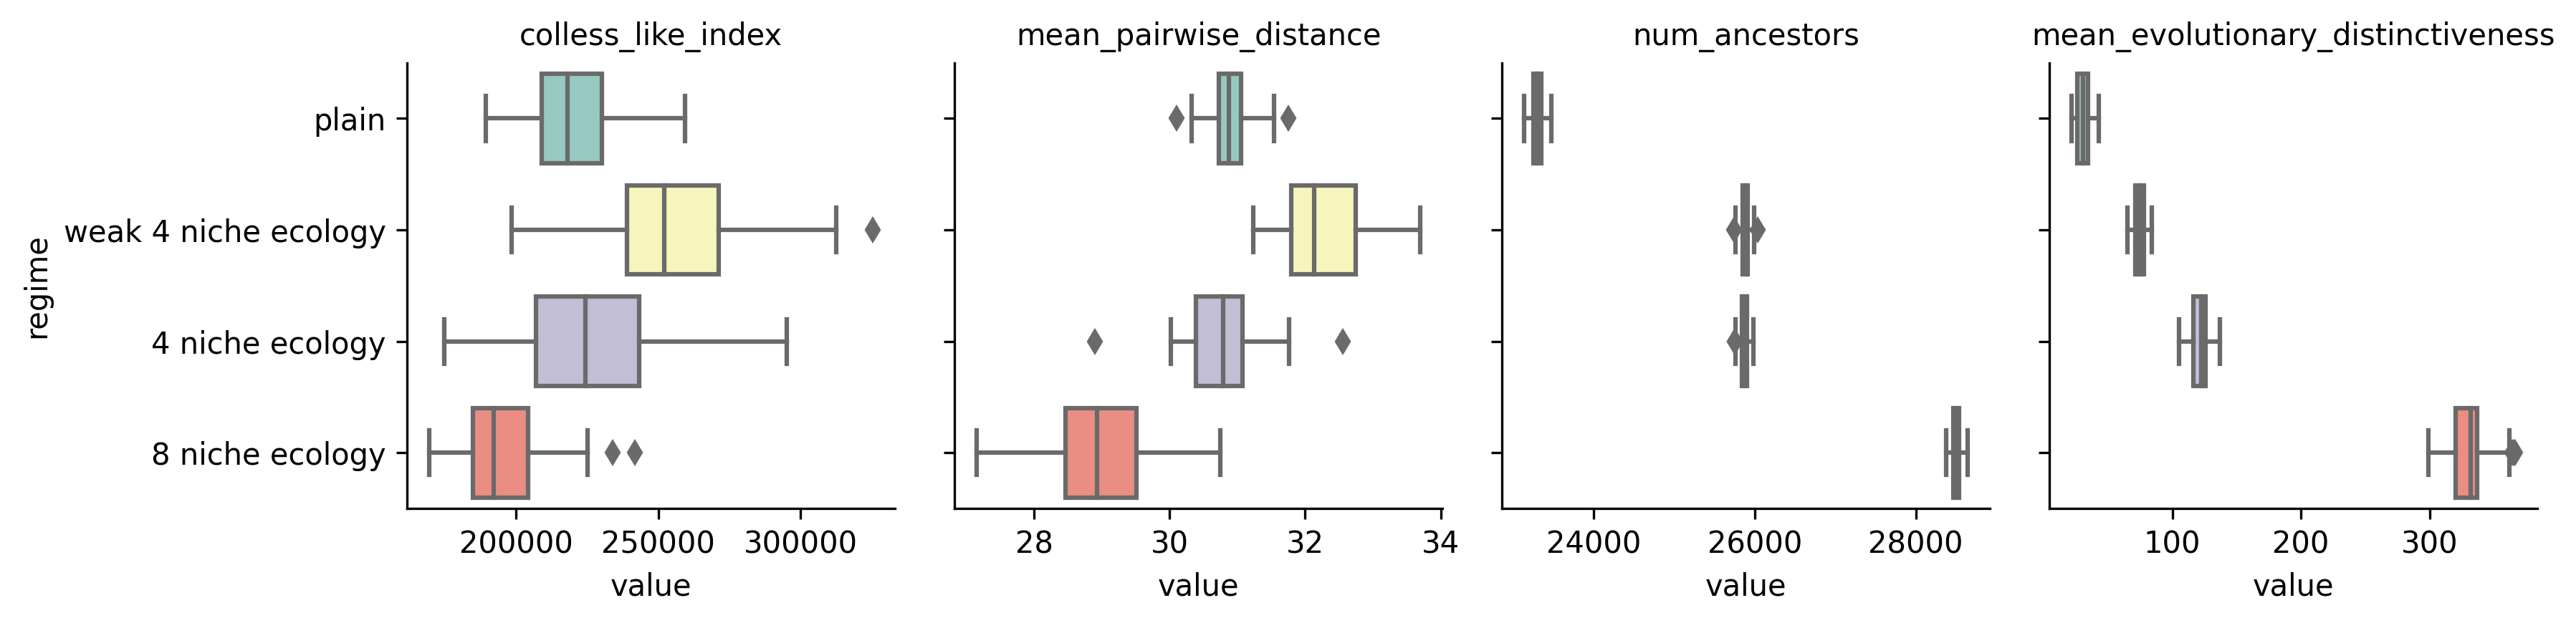 colless_like_index
mean_pairwise_distance
num_ancestors
mean_evolutionary_distinctiveness
regime
plain
weak 4 niche ecology
4 niche ecology
8 niche ecology
200000 250000 300000
28 30 32 34
24000 26000 28000
100 200 300
value
value
value
value